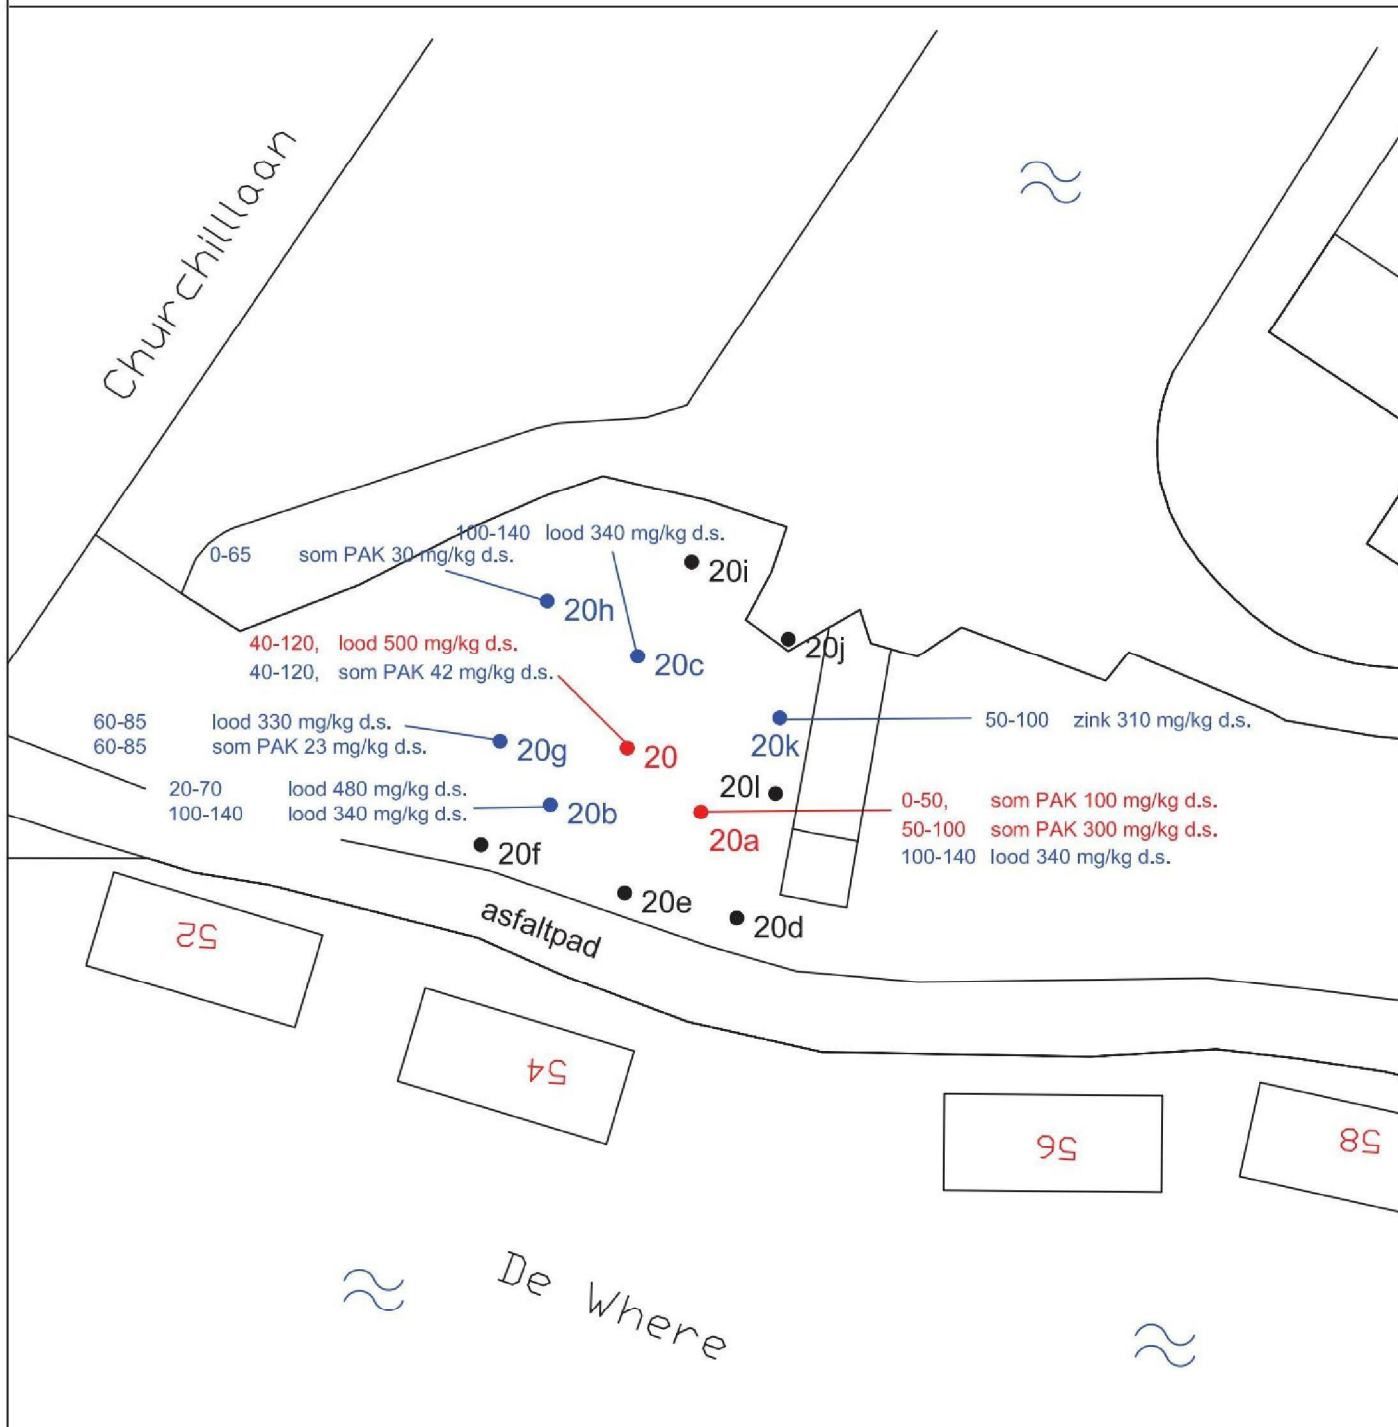 Churchilllaan
100-140 lood 340 mg/kg d.s.
0-65 som PAK 30 mg/kg d.s.
20i
20h
20j
40-120, lood 500 mg/kg d.s.
20c
40-120, som PAK 42 mg/kg d.s.
60-85 lood 330 mg/kg d.s.
60-85 som PAK 23 mg/kg d.s.
20g
20
20k
50-100 zink 310 mg/kg d.s.
20-70 lood 480 mg/kg d.s.
100-140 lood 340 mg/kg d.s.
20b
20l
20a
0-50, som PAK 100 mg/kg d.s.
50-100 som PAK 300 mg/kg d.s.
100-140 lood 340 mg/kg d.s.
20f
20e
20d
asfaltpad
52
54
56
58
De Where